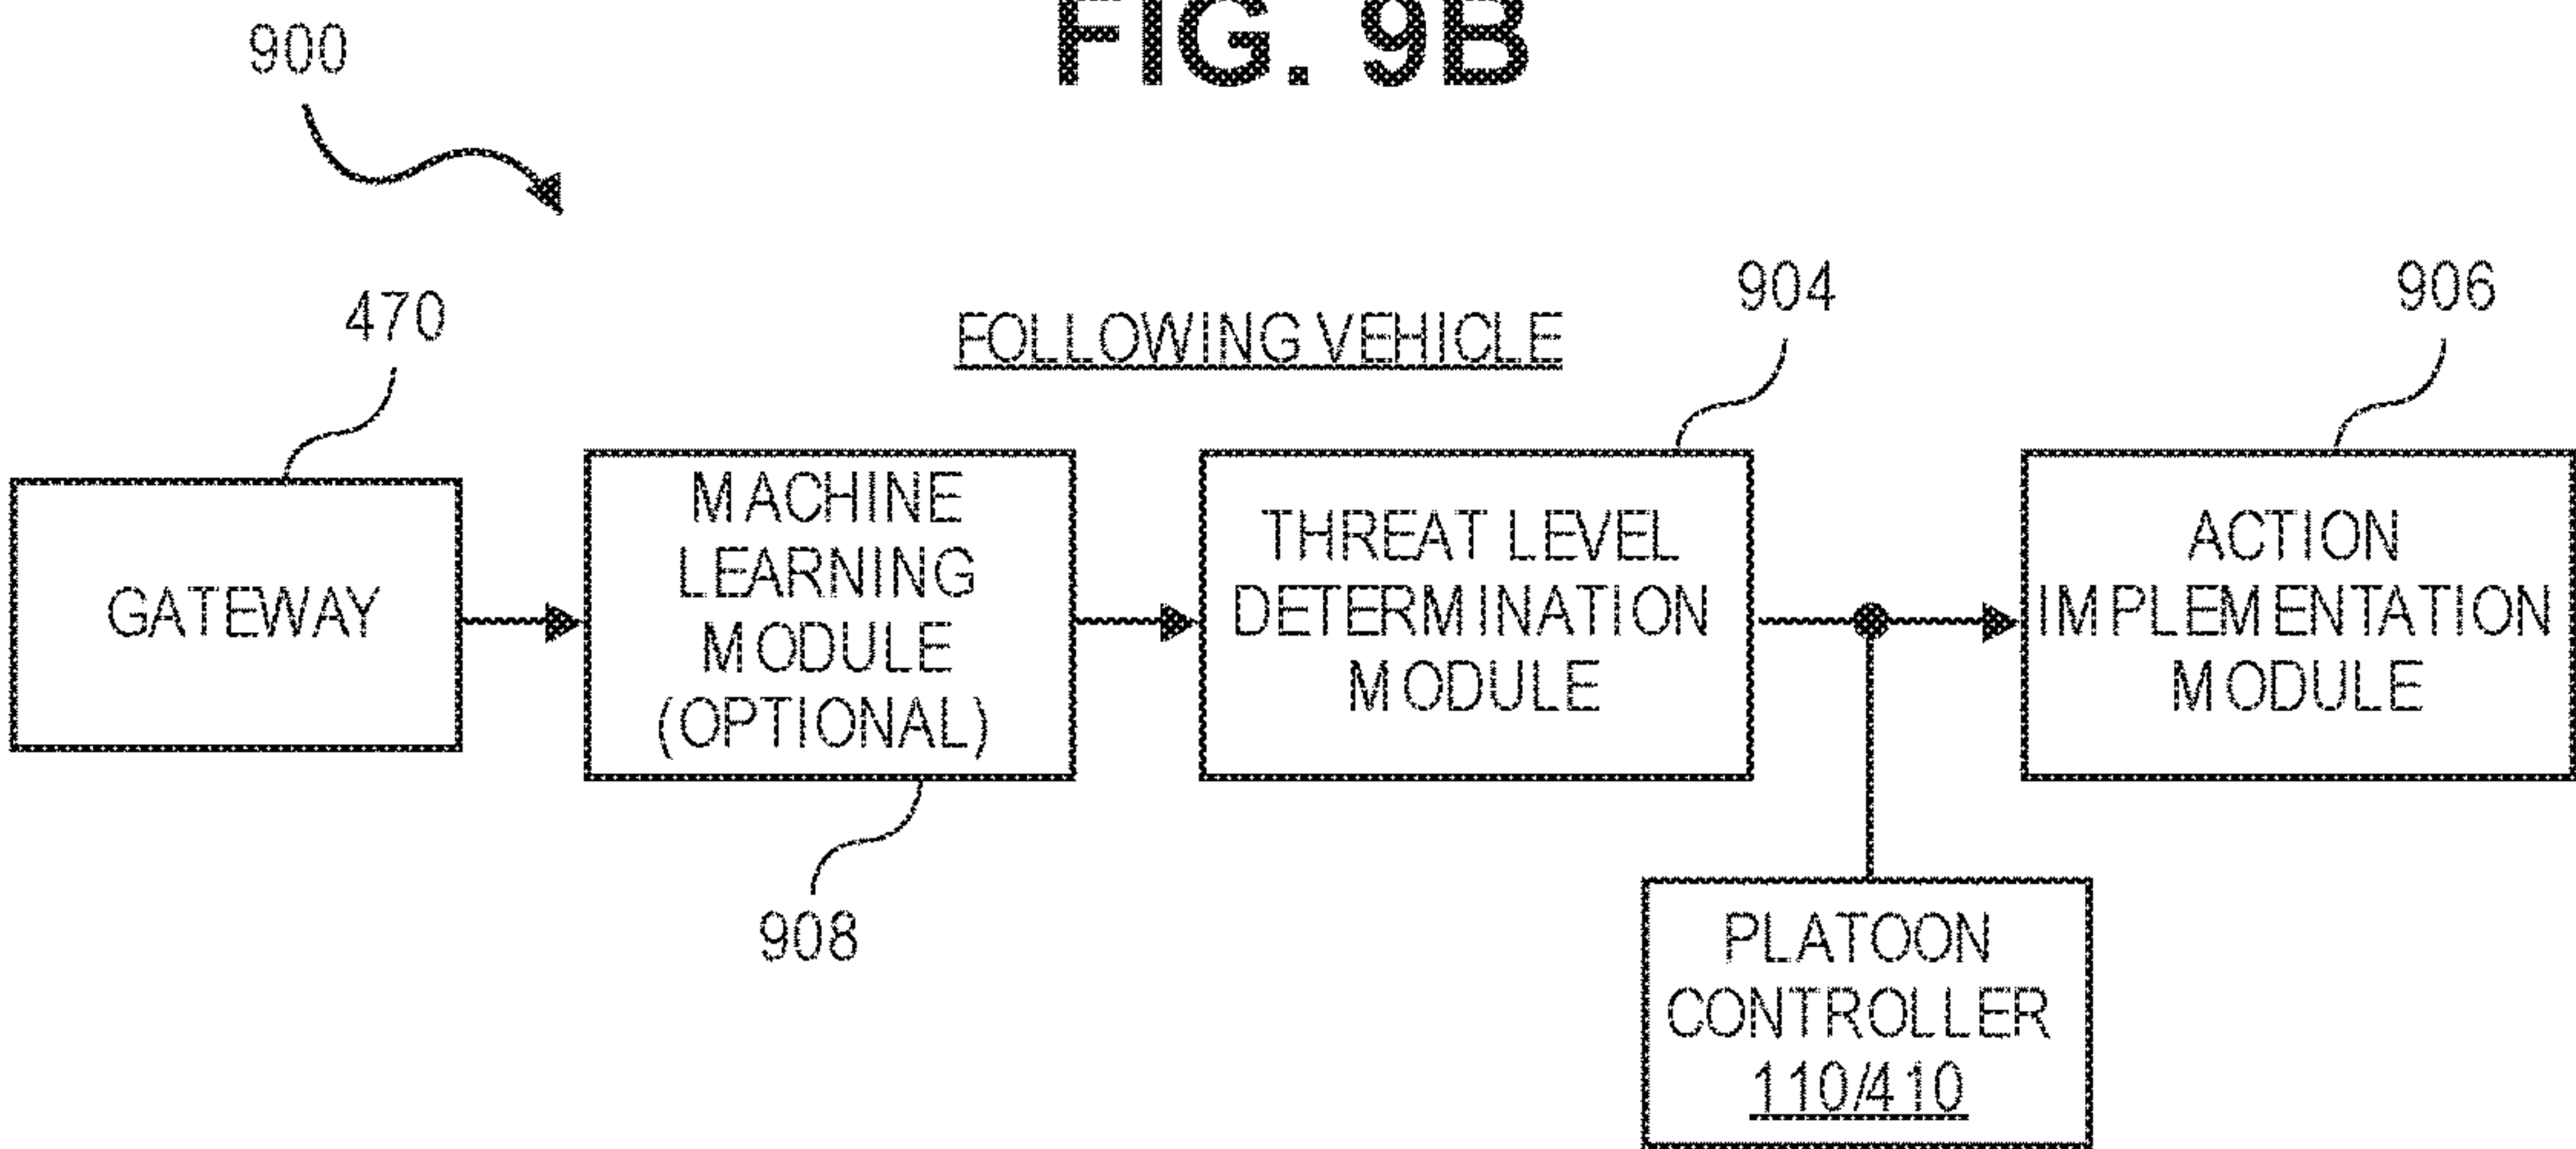 FIG. 9B
900
470
FOLLOWING VEHICLE
904
906
GATEWAY
MACHINE
LEARNING
MODULE
(OPTIONAL)
THREAT LEVEL
DETERMINATION
MODULE
ACTION
IMPLEMENTATION
MODULE
908
PLATOON
CONTROLLER
110/410